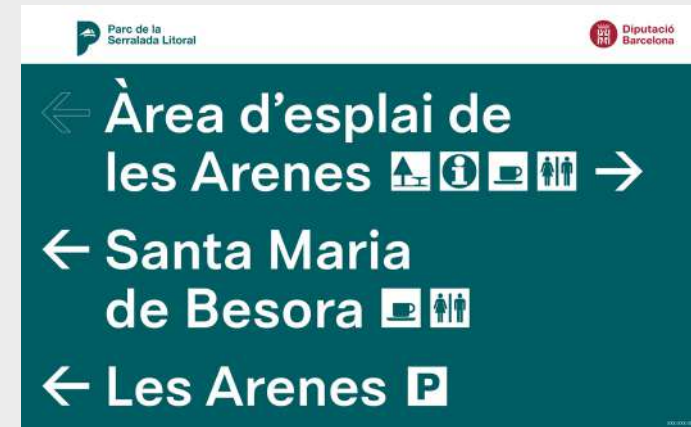 Parc de la
Serralada Litoral
Diputació
Barcelona
Àrea d'esplai de
les Arenes
Santa Maria
de Besora
Les Arenes P